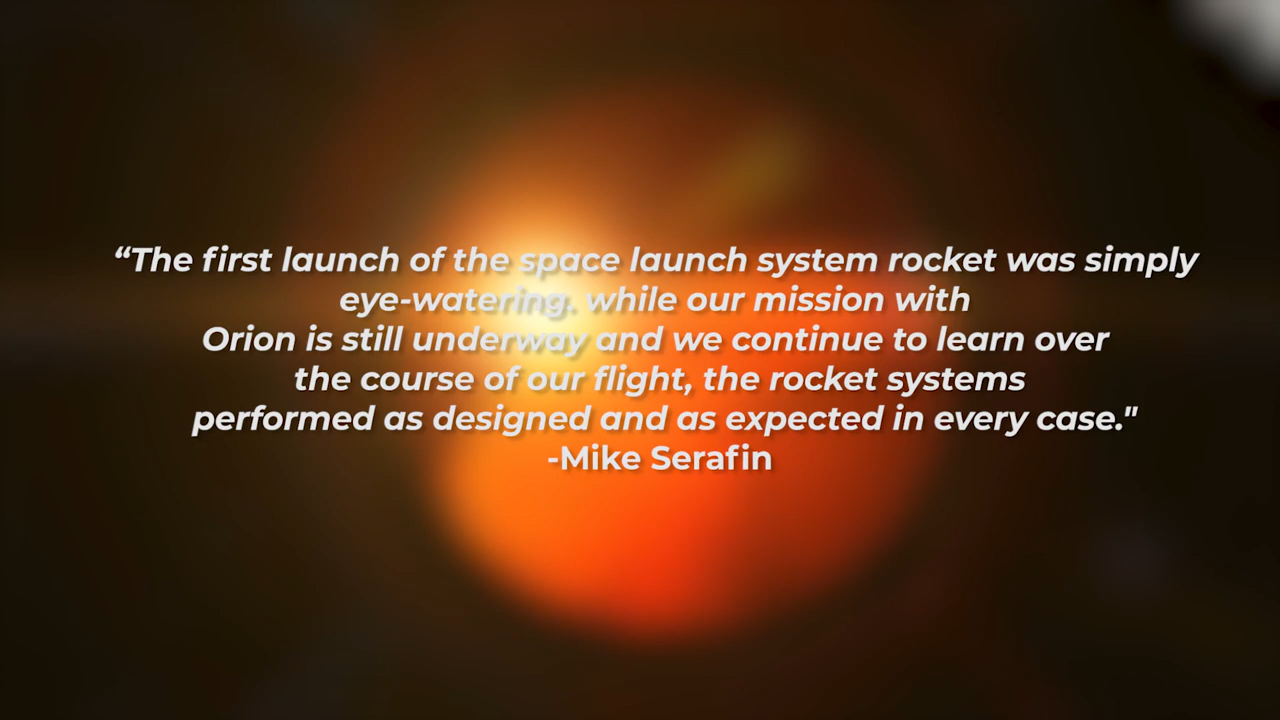 “The first launch of the space launch system rocket was simply
eye-watering. while our mission with
Orion is still underway and we continue to learn over
the course of our flight, the rocket systems
performed as designed and as expected in every case."
-Mike Serafin